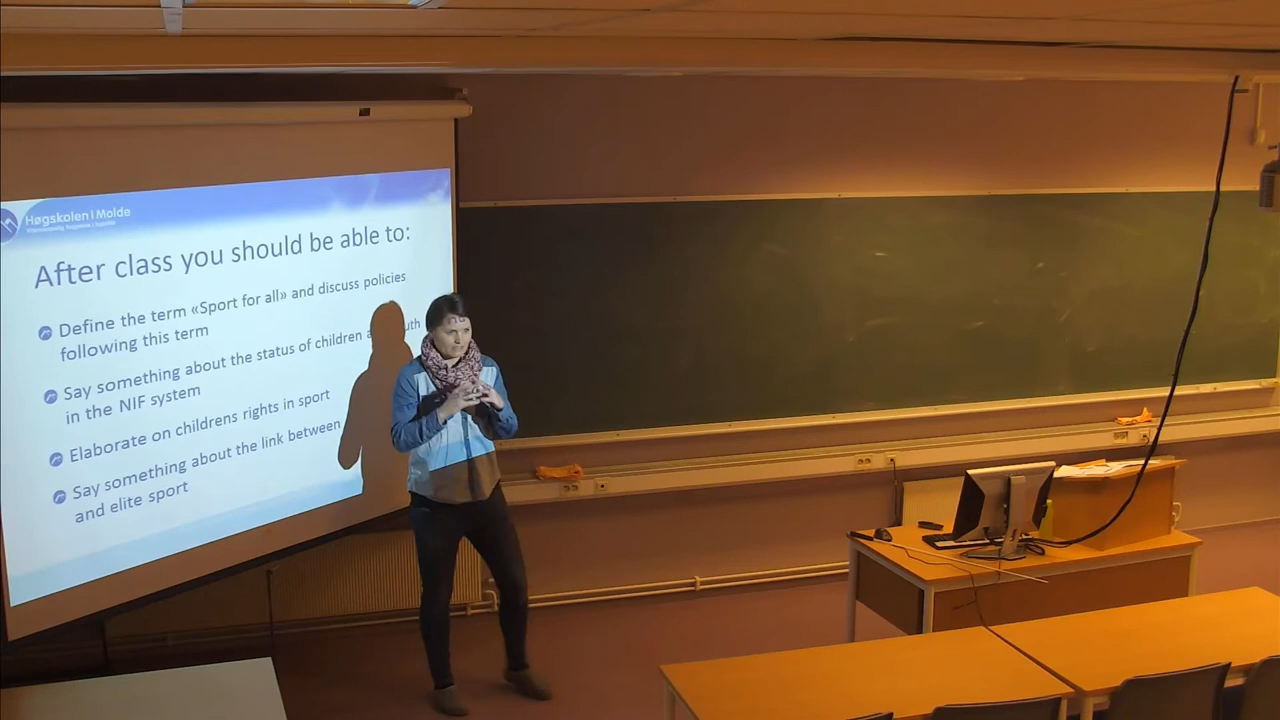 Høgskolen i Molde
After class you should be able to:
Define the term «Sport for all» and discuss policies
following this term
Say something about the status of children
in the NIF system
Elaborate on childrens rights in sport
Say something about the link between
and elite sport